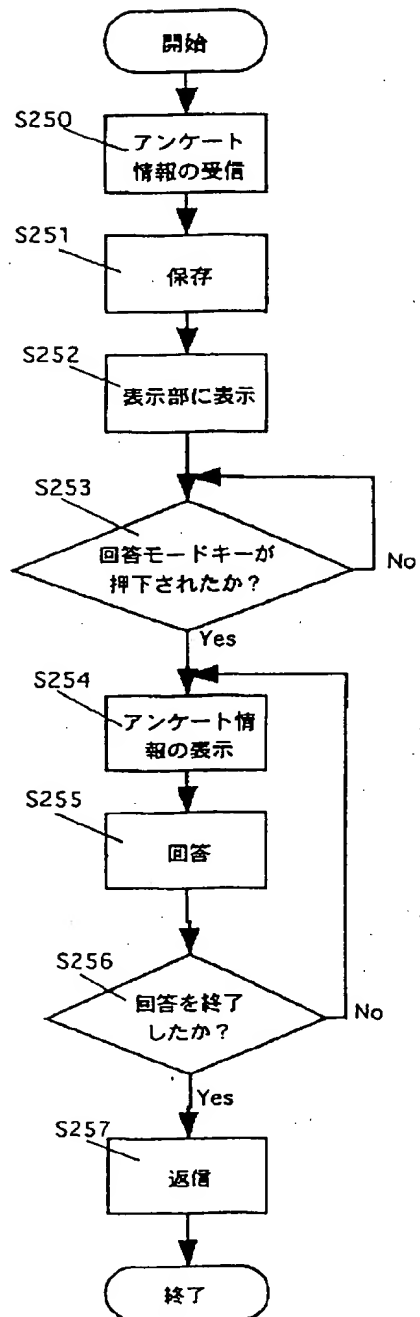 開始
S250
アンケート
情報の受信
S251
保存
S252
表示部に表示
S253
回答モードキーが
押下されたか？
No
Yes
S254
アンケート情
報の表示
S255
回答
S256
回答を終了
したか？
No
Yes
S257
返信
終了